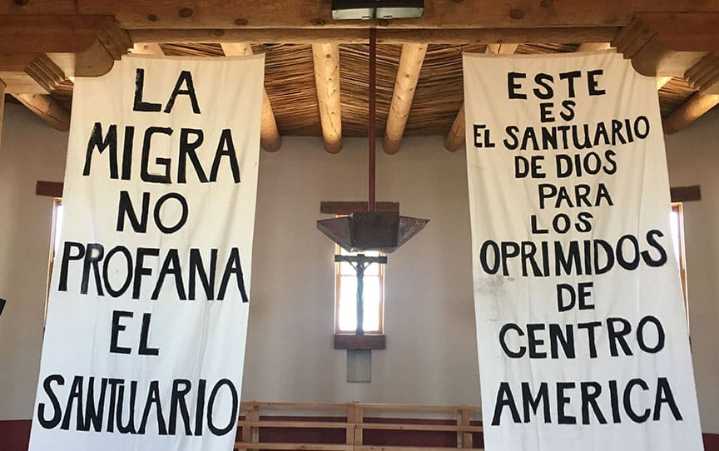 LA
MIGRA
NO
PROFANA
EL
SANTUARIO
ESTE
ES
EL SANTUARIO
DE DIOS
PARA
LOS
OPRIMIDOS
DE
CENTRO
AMERICA